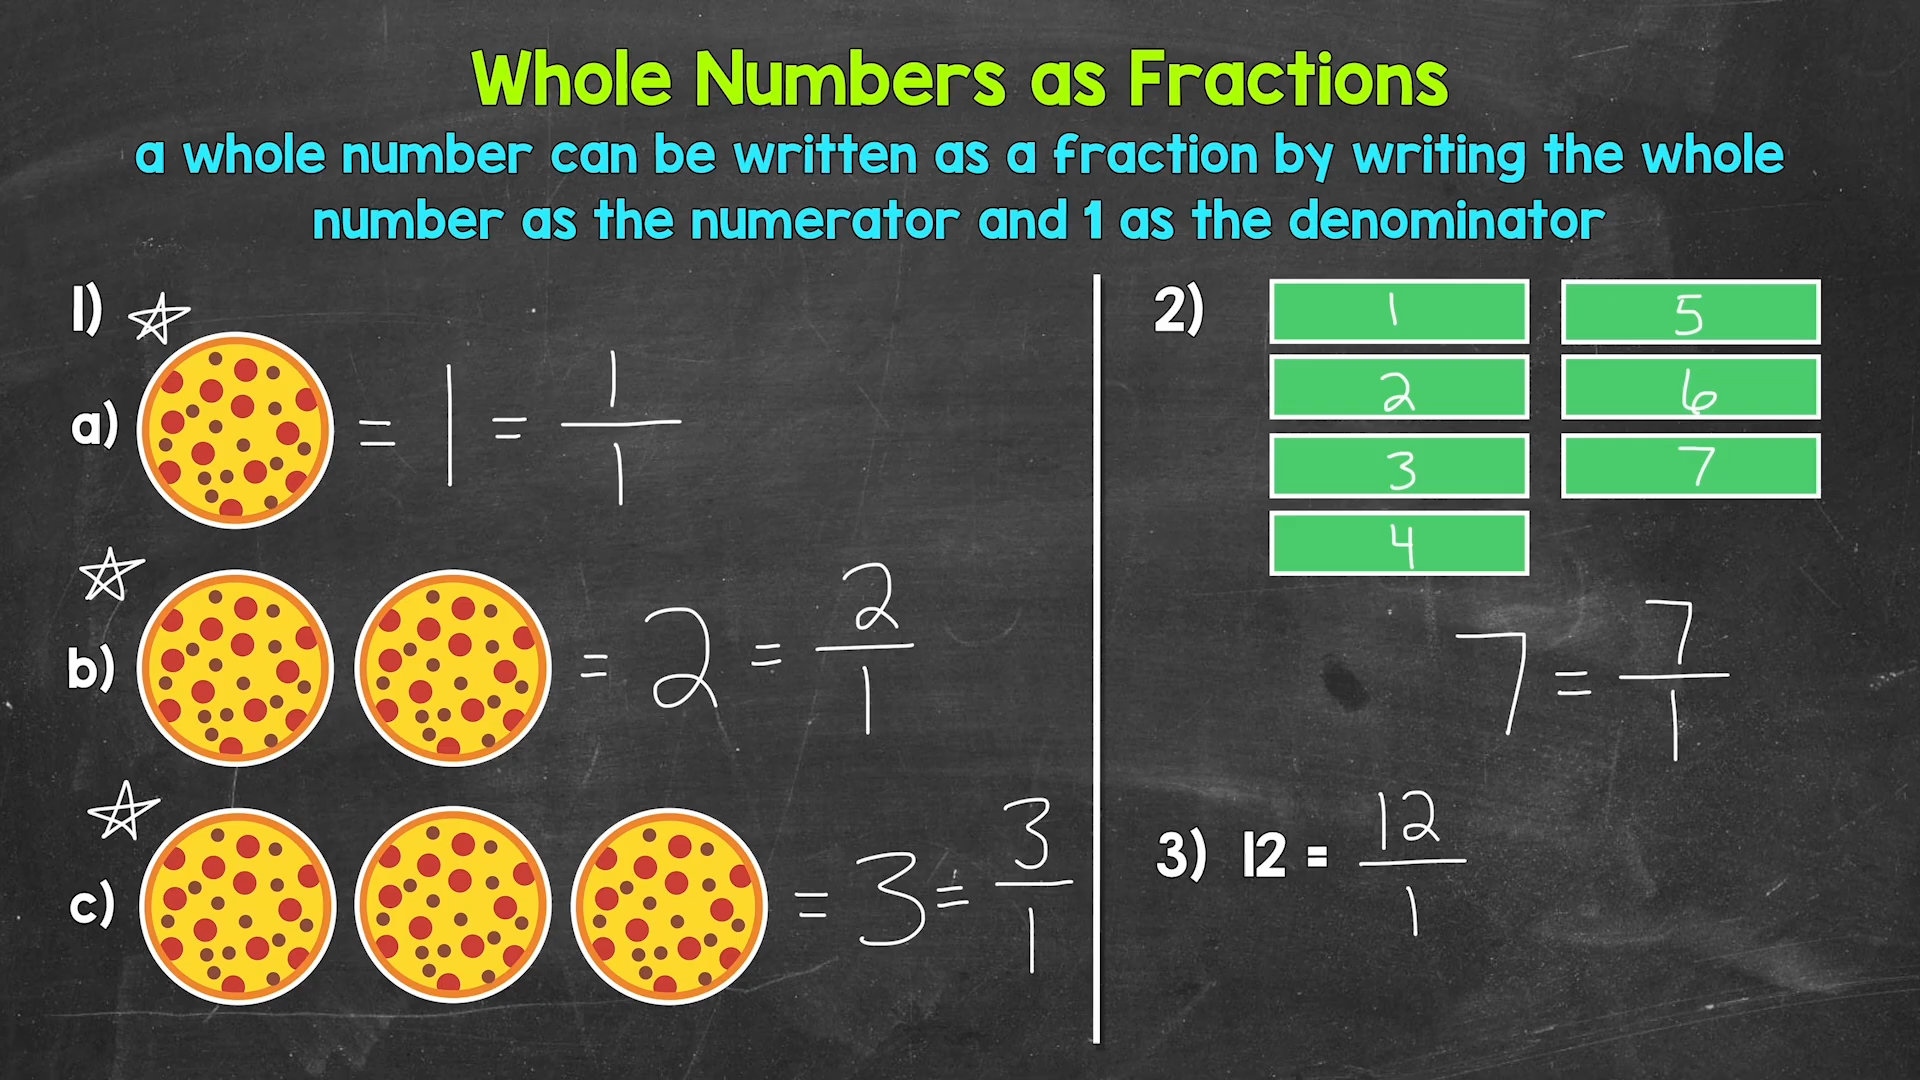 Whole Numbers as Fractions
a whole number can be written as a fraction by writing the whole
number as the numerator and 1 as the denominator
1)
a) = 1 = 1/1
b) = 2 = 2/1
c) = 3 = 3/1
2)
1 5
2 6
3 7
4
7 = 7/1
3) 12 = 12/1